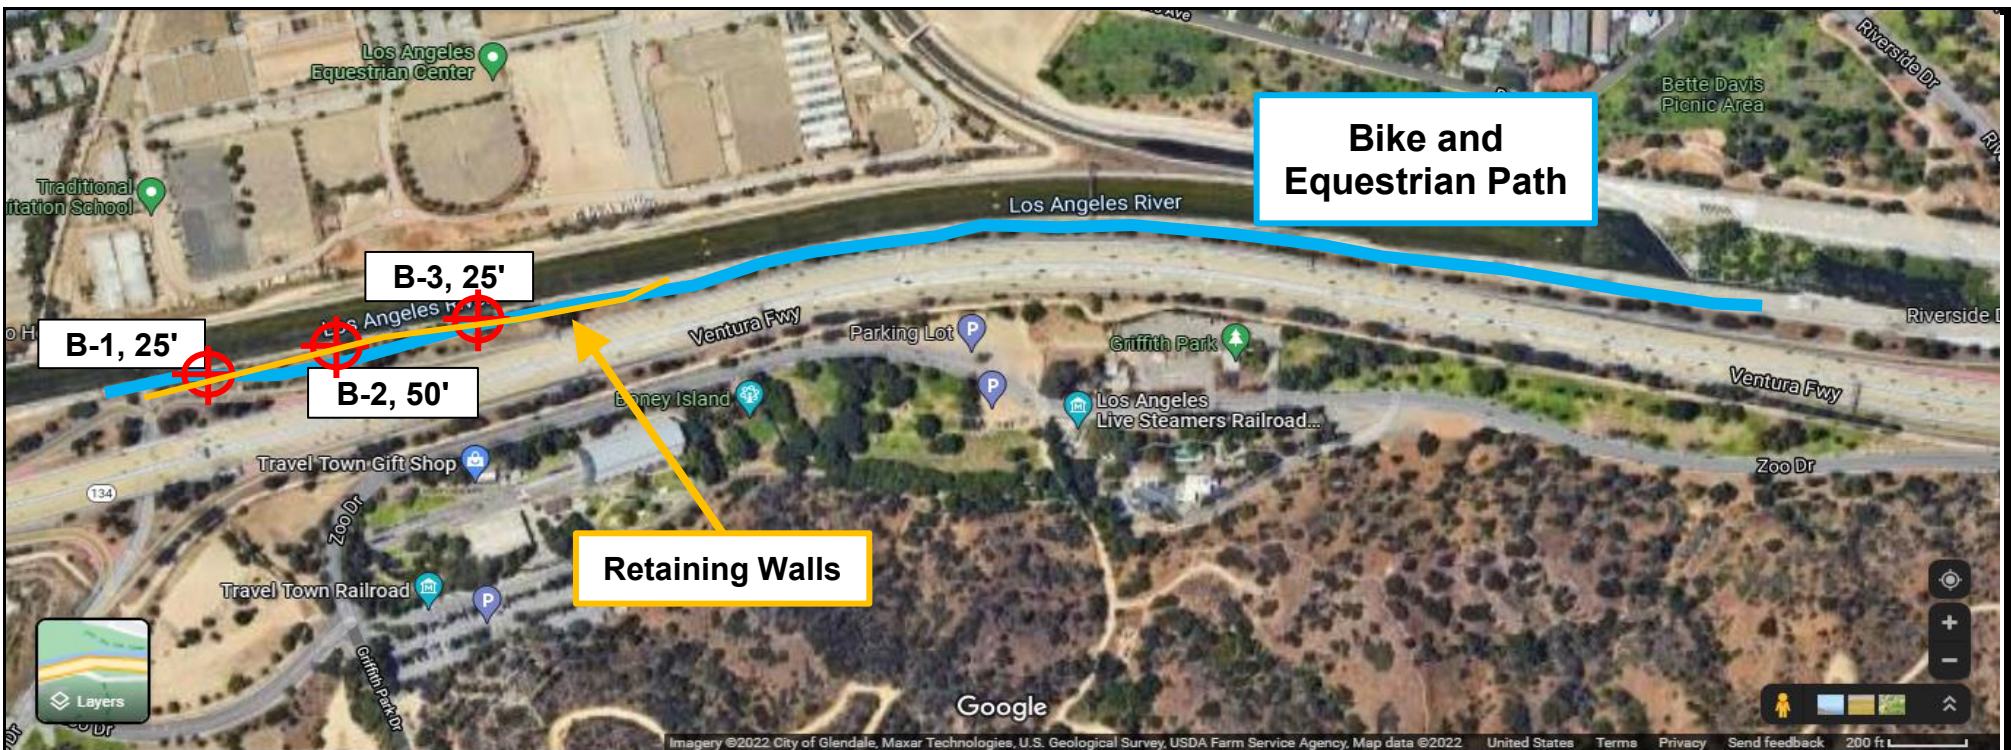 Los Angeles
Equestrian Center
Riverside Dr
Bette Davis
Picnic Area
Bike and
Equestrian Path
Traditional
itation School
Los Angeles River
B-3, 25'
Los Angeles
B-1, 25'
B-2, 50'
Ventura Fwy
Parking Lot
P
Griffith Park
Riverside
P
Boney Island
Ventura Fwy
Los Angeles
Live Steamers Railroad...
Travel Town Gift Shop
Zoo Dr
134
Zoo Dr
Retaining Walls
Travel Town Railroad
P
Griffith Park Dr
Layers
Google
Imagery ©2022 City of Glendale, Maxar Technologies, U.S. Geological Survey, USDA Farm Service Agency, Map data ©2022 United States Terms Privacy Send feedback 200 ft